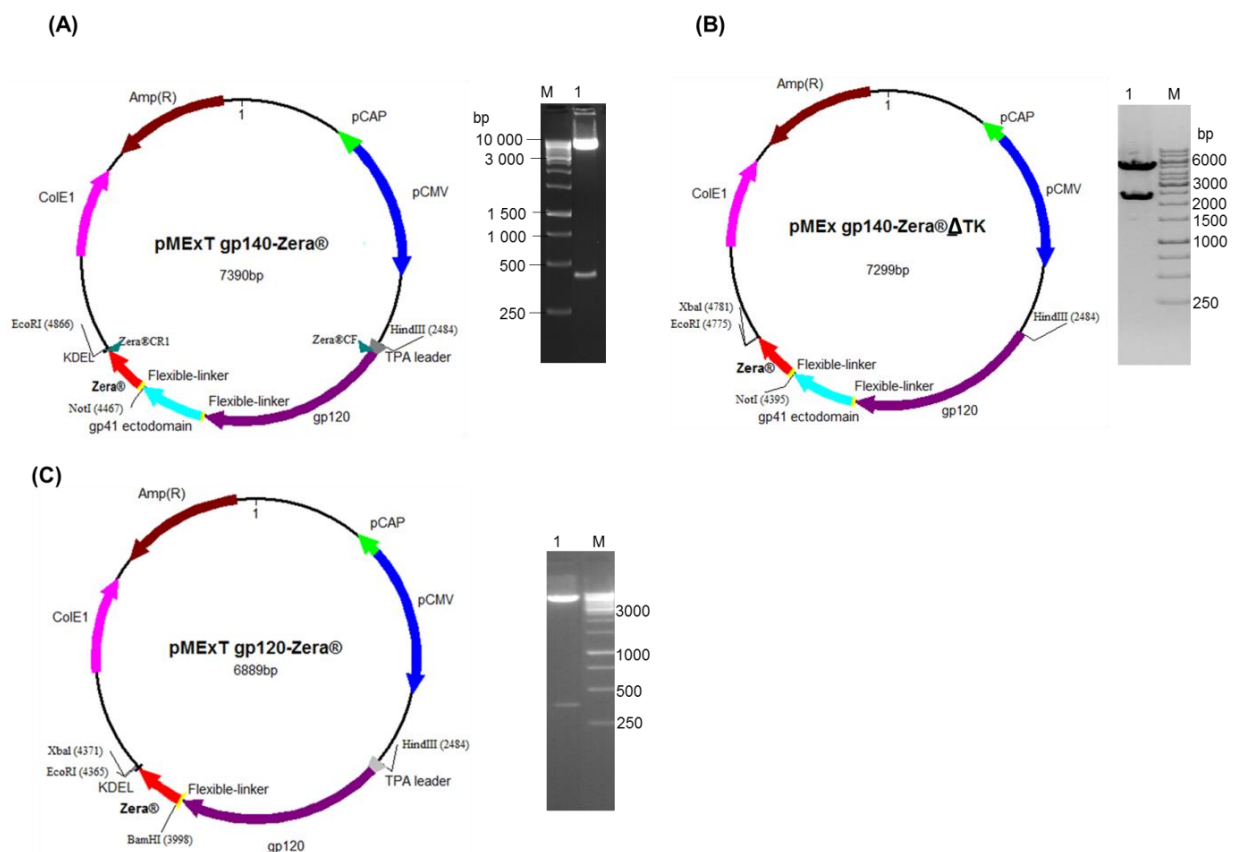 (A)
Amp(R)
1
pCAP
pCMV
ColE1
pMExT gp140-Zera®
7390bp
EcoRI (4866)
Zera®CR1
KDEL
Zera®
Flexible-linker
NotI (4467)
gp41 ectodomain
Flexible-linker
gp120
Zera®CF
HindIII (2484)
TPA leader
M 1
bp
10 000
3 000
1 500
1 000
500
250
(B)
Amp(R)
1
pCAP
pCMV
ColE1
pMEx gp140-Zera®ΔTK
7299bp
XbaI (4781)
EcoRI (4775)
Zera®
Flexible-linker
NotI (4395)
gp41 ectodomain
Flexible-linker
gp120
HindIII (2484)
1 M
bp
6000
3000
2000
1500
1000
250
(C)
Amp(R)
1
pCAP
pCMV
ColE1
pMExT gp120-Zera®
6889bp
XbaI (4371)
EcoRI (4365)
KDEL
Zera®
Flexible-linker
BamHI (3998)
gp120
HindIII (2484)
TPA leader
1 M
3000
1000
500
250